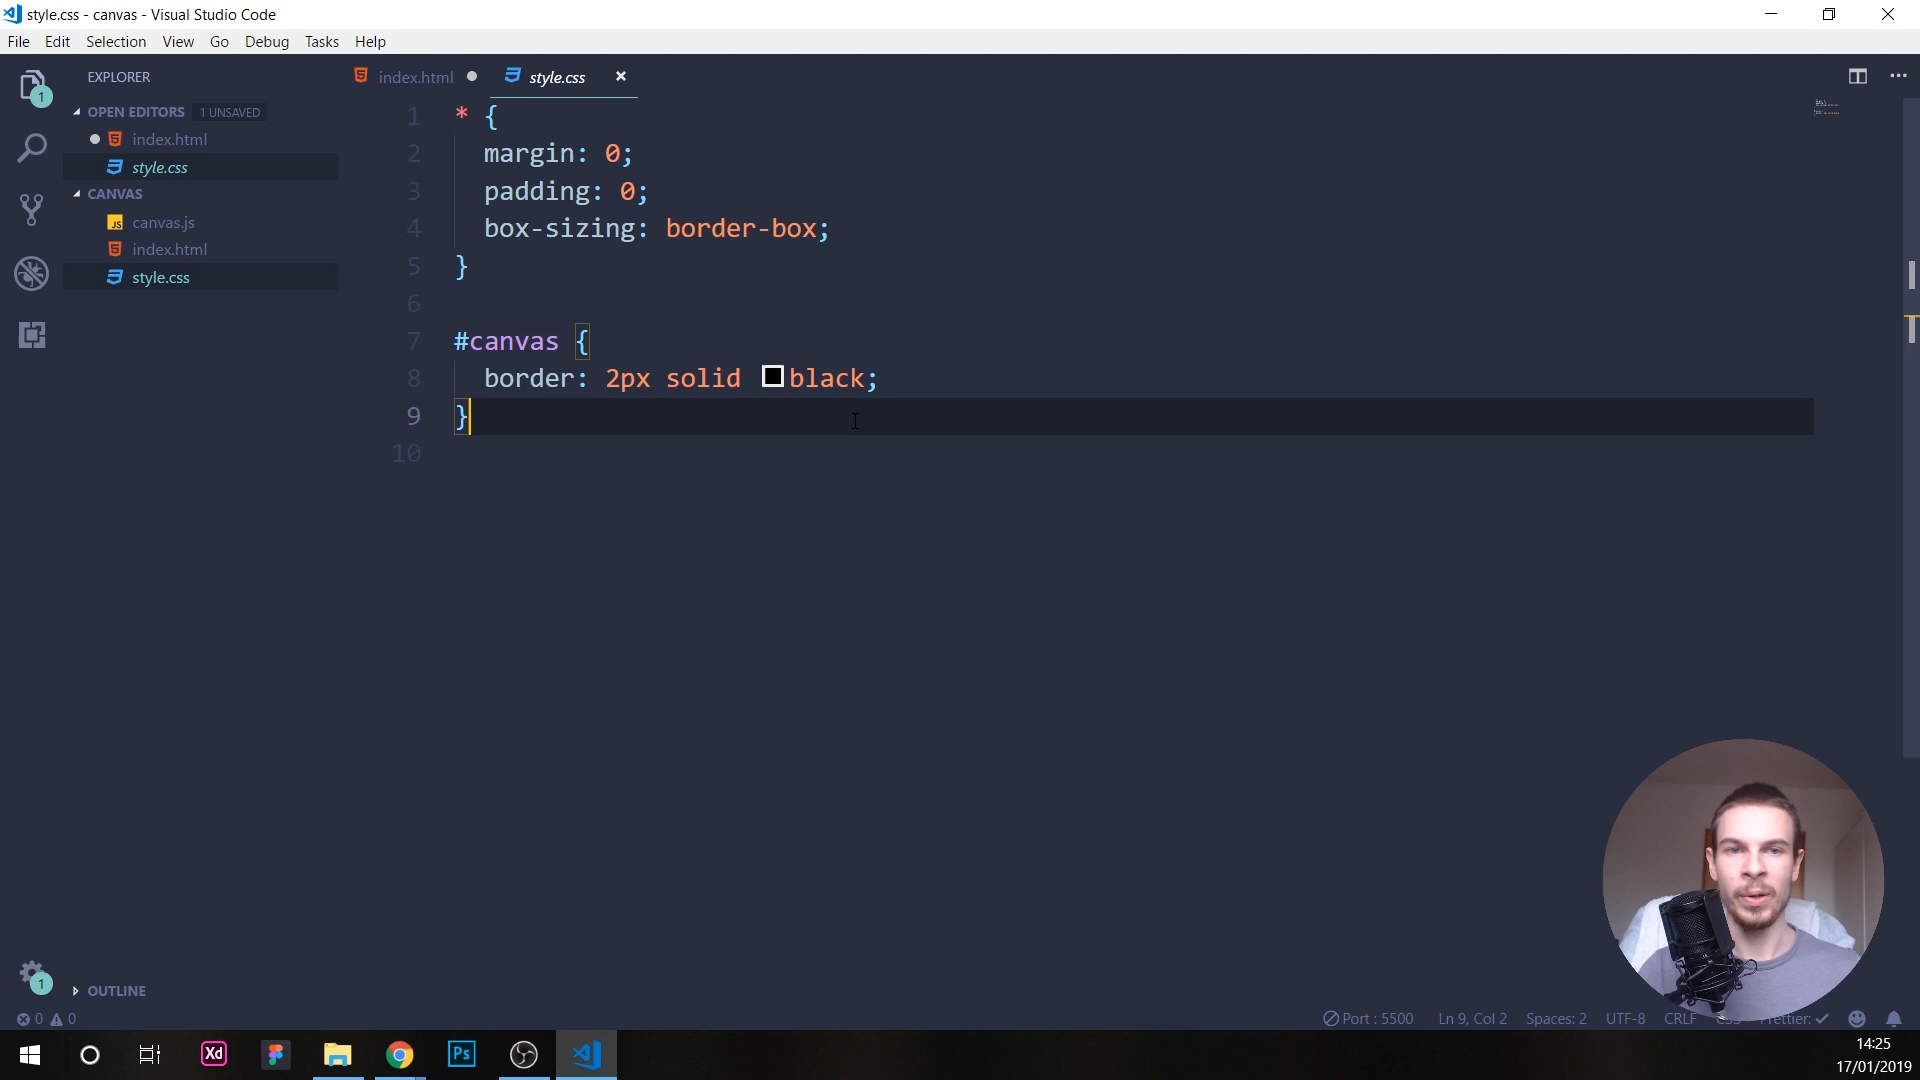 style.css - canvas - Visual Studio Code
File Edit Selection View Go Debug Tasks Help
EXPLORER
index.html
style.css
OPEN EDITORS 1 UNSAVED
index.html
style.css
CANVAS
canvas.js
index.html
style.css
1 * {
2 margin: 0;
3 padding: 0;
4 box-sizing: border-box;
5 }
6
7 #canvas {
8 border: 2px solid black;
9 }
10
1
1
OUTLINE
0 0
Port : 5500 Ln 9, Col 2 Spaces: 2 UTF-8 CRLF Prettier:
Xd
Ps
14:25
17/01/2019